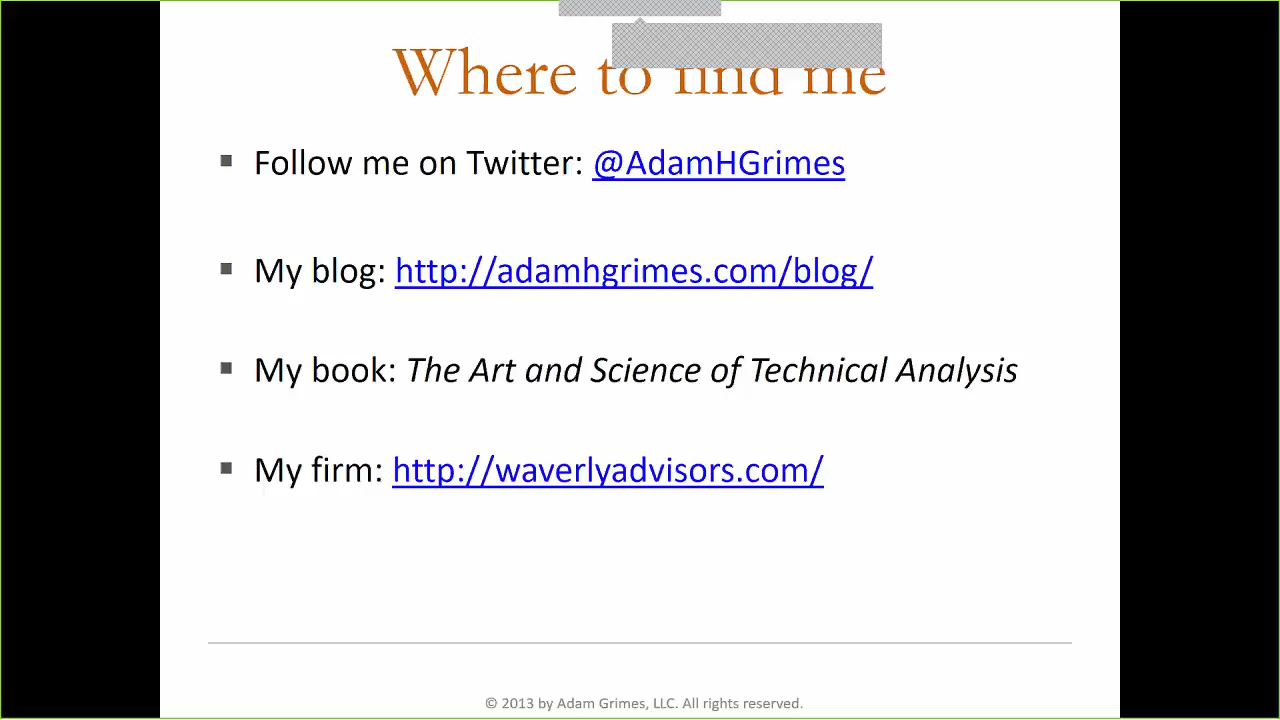 Where to find me
▪ Follow me on Twitter: @AdamHGrimes
▪ My blog: http://adamhgrimes.com/blog/
▪ My book: The Art and Science of Technical Analysis
▪ My firm: http://waverlyadvisors.com/
© 2013 by Adam Grimes, LLC. All rights reserved.